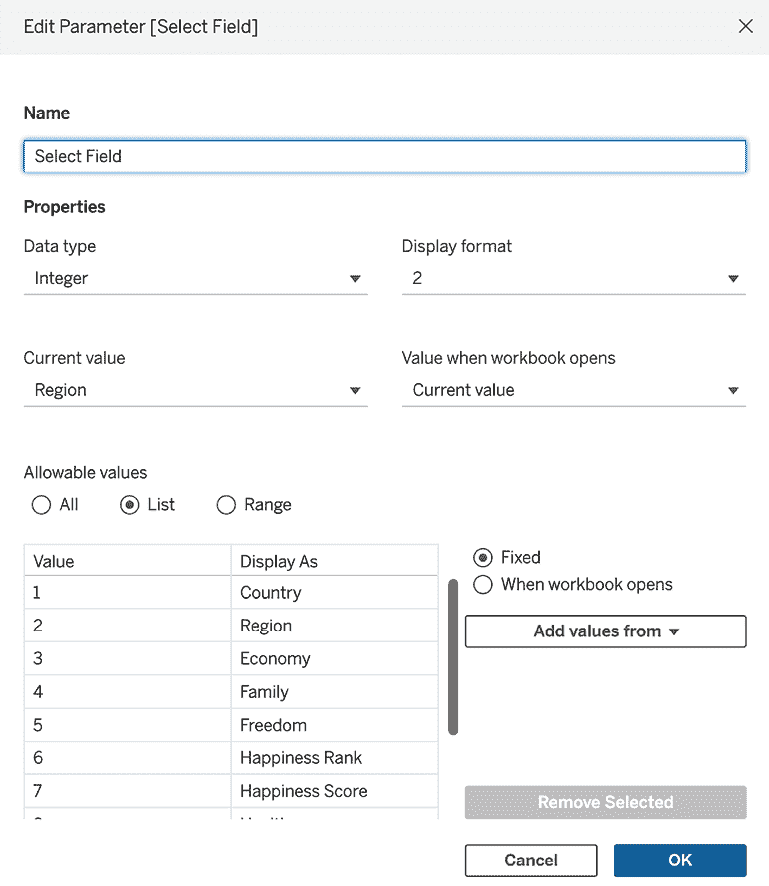 Edit Parameter [Select Field]
Name
Select Field
Properties
Data type
Display format
Integer
2
Current value
Value when workbook opens
Region
Current value
Allowable values
All
List
Range
Value Display As
1 Country
2 Region
3 Economy
4 Family
5 Freedom
6 Happiness Rank
7 Happiness Score
Fixed
When workbook opens
Add values from
Remove Selected
Cancel
OK